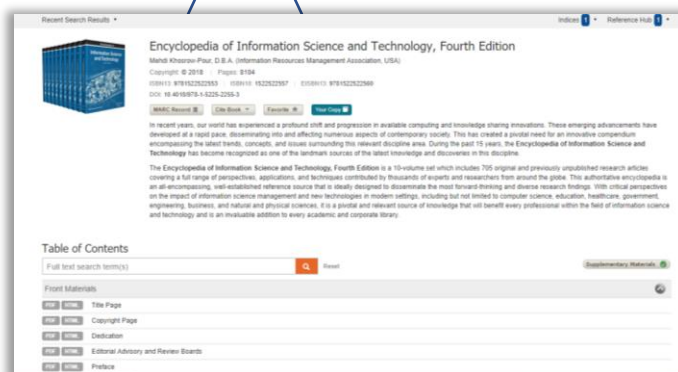 Recent Search Results
Indices 1
Reference Hub 1
Encyclopedia of Information Science and Technology, Fourth Edition
Mehdi Khosrow-Pour, D.B.A. (Information Resources Management Association, USA)
Copyright: © 2018 | Pages: 8104
ISBN13: 9781522522553 | ISBN10: 1522522557 | EISBN13: 9781522522560
DOI: 10.4018/978-1-5225-2255-3
MARC Record
Cite Book
Favorite
Your Copy
In recent years, our world has experienced a profound shift and progression in available computing and knowledge sharing innovations. These emerging advancements have
developed at a rapid pace, disseminating into and affecting numerous aspects of contemporary society. This has created a pivotal need for an innovative compendium
encompassing the latest trends, concepts, and issues surrounding this relevant discipline area. During the past 15 years, the Encyclopedia of Information Science and
Technology has become recognized as one of the landmark sources of the latest knowledge and discoveries in this discipline.
The Encyclopedia of Information Science and Technology, Fourth Edition is a 10-volume set which includes 705 original and previously unpublished research articles
covering a full range of perspectives, applications, and techniques contributed by thousands of experts and researchers from around the globe. This authoritative encyclopedia is
an all-encompassing, well-established reference source that is ideally designed to disseminate the most forward-thinking and diverse research findings. With critical perspectives
on the impact of information science management and new technologies in modern settings, including but not limited to computer science, education, healthcare, government,
engineering, business, and natural and physical sciences, it is a pivotal and relevant source of knowledge that will benefit every professional within the field of information science
and technology and is an invaluable addition to every academic and corporate library.
Table of Contents
Full text search term(s)
Reset
Supplementary Materials
Front Materials
PDF HTML Title Page
PDF HTML Copyright Page
PDF HTML Dedication
PDF HTML Editorial Advisory and Review Boards
PDF HTML Preface